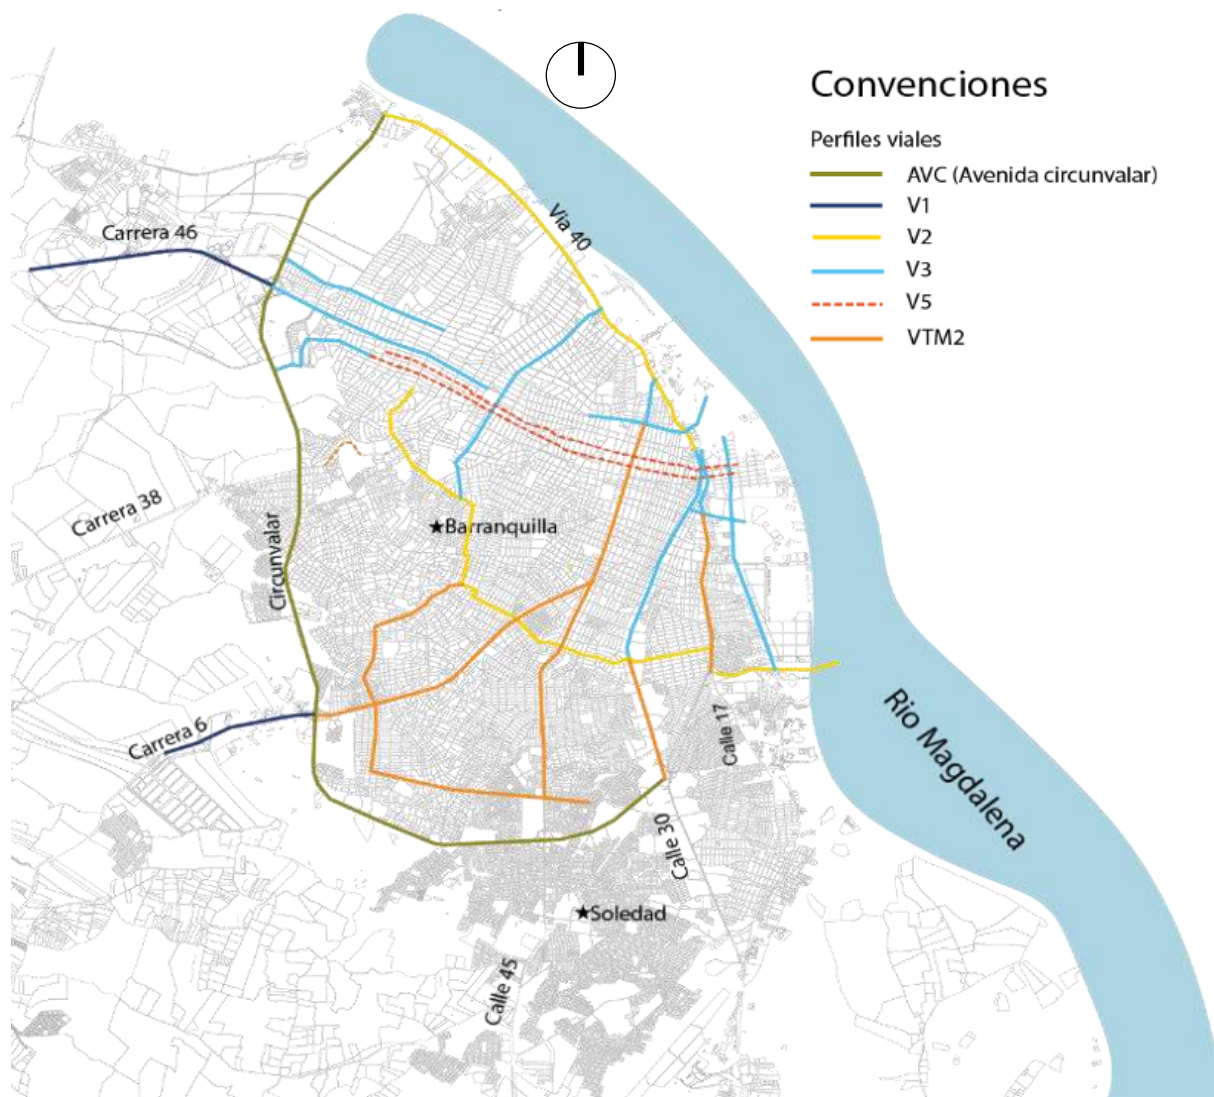 Convenciones
Perfiles viales
AVC (Avenida circunvalar)
V1
V2
V3
V5
VTM2
Via 40
Carrera 46
Carrera 38
★Barranquilla
Circunvalar
Carrera 6
Calle 17
Rio Magdalena
Calle 30
★Soledad
Calle 45